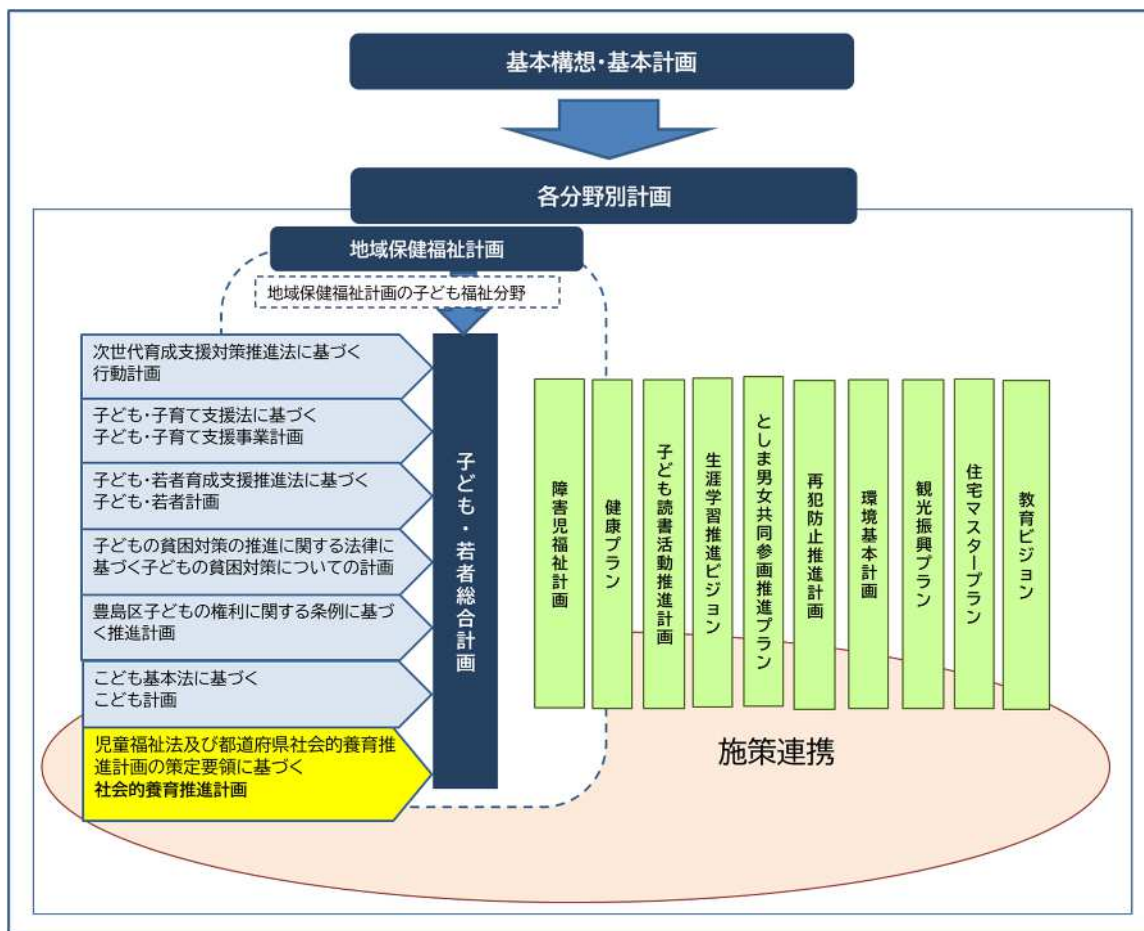 基本構想・基本計画
各分野別計画
地域保健福祉計画
地域保健福祉計画の子ども福祉分野
次世代育成支援対策推進法に基づく
行動計画
子ども・子育て支援法に基づく
子ども・子育て支援事業計画
子ども・若者育成支援推進法に基づく
子ども・若者計画
子どもの貧困対策の推進に関する法律に
基づく子どもの貧困対策についての計画
豊島区子どもの権利に関する条例に基づ
く推進計画
こども基本法に基づく
こども計画
児童福祉法及び都道府県社会的養育推
進計画の策定要領に基づく
社会的養育推進計画
子ども・若者総合計画
障害児福祉計画
健康プラン
子ども読書活動推進計画
生涯学習推進ビジョン
としま男女共同参画推進プラン
再犯防止推進計画
環境基本計画
観光振興プラン
住宅マスタープラン
教育ビジョン
施策連携